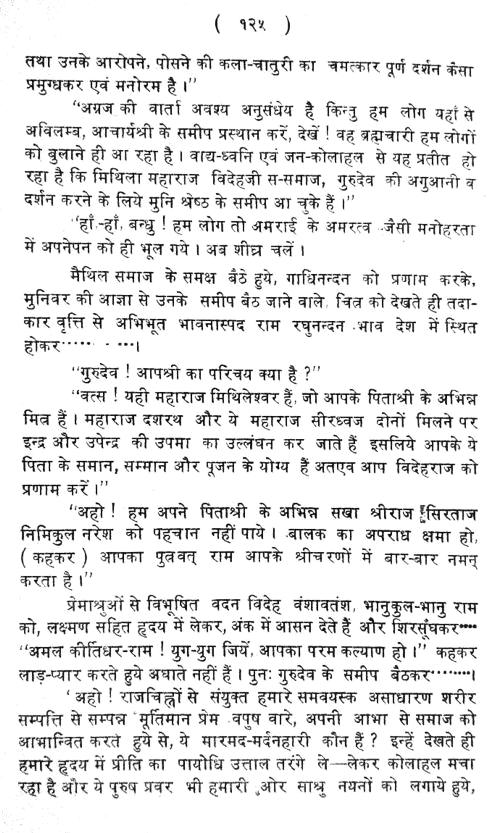 ( १२५ )
तथा उनके आरोपने, पोसने की कला-चातुरी का चमत्कार पूर्ण दर्शन कैसा
प्रमुग्धकर एवं मनोरम है।"
"अग्रज की वार्ता अवश्य अनुसंधेय है किन्तु हम लोग यहाँ से
अविलम्ब, आचार्यश्री के समीप प्रस्थान करें, देखें ! वह ब्रह्मचारी हम लोगों
को बुलाने ही आ रहा है। वाद्य-ध्वनि एवं जन-कोलाहल से यह प्रतीत हो
रहा है कि मिथिला महाराज विदेहजी स-समाज, गुरुदेव की अगुआनी व
दर्शन करने के लिये मुनि श्रेष्ठ के समीप आ चुके हैं।"
"हाँ,-हाँ, बन्धु ! हम लोग तो अमराई के अमरत्व जैसी मनोहरता
में अपनेपन को ही भूल गये। अब शीघ्र चलें।
मैथिल समाज के समक्ष बैठे हुये, गाधिनन्दन को प्रणाम करके,
मुनिवर की आज्ञा से उनके समीप बैठ जाने वाले, चित्र को देखते ही तदा-
कार वृत्ति से अभिभूत भावनास्पद राम रघुनन्दन भाव देश में स्थित
होकर...... ...।
"गुरुदेव ! आपश्री का परिचय क्या है ?"
"वत्स ! यही महाराज मिथिलेश्वर हैं, जो आपके पिताश्री के अभिन्न
मित्र हैं। महाराज दशरथ और ये महाराज सीरध्वज दोनों मिलने पर
इन्द्र और उपेन्द्र की उपमा का उल्लंघन कर जाते हैं इसलिये आपके ये
पिता के समान, सम्मान और पूजन के योग्य हैं अतएव आप विदेहराज को
प्रणाम करें।"
"अहो ! हम अपने पिताश्री के अभिन्न सखा श्रीराज सिरताज
निमिकुल नरेश को पहचान नहीं पाये। बालक का अपराध क्षमा हो,
( कहकर ) आपका पुत्रवत् राम आपके श्रीचरणों में बार-बार नमन्
करता है।"
प्रेमाश्रुओं से विभूषित वदन विदेह वंशावतंश, भानुकुल-भानु राम
को, लक्ष्मण सहित हृदय में लेकर, अंक में आसन देते हैं और शिरसूँघकर....
"अमल कीर्तिधर-राम ! युग-युग जियें, आपका परम कल्याण हो।" कहकर
लाड़-प्यार करते हुये अघाते नहीं हैं। पुनः गुरुदेव के समीप बैठकर.......।
'अहो ! राजचिह्नों से संयुक्त हमारे समवयस्क असाधारण शरीर
सम्पत्ति से सम्पन्न मूर्तिमान प्रेम वपुष वारे, अपनी आभा से समाज को
आभान्वित करते हुये से, ये मारमद-मर्दनहारी कौन हैं ? इन्हें देखते ही
हमारे हृदय में प्रीति का पायोधि उत्ताल तरंगे ले—लेकर कोलाहल मचा
रहा है और ये पुरुष प्रवर भी हमारी ओर साश्रु नयनों को लगाये हुये,